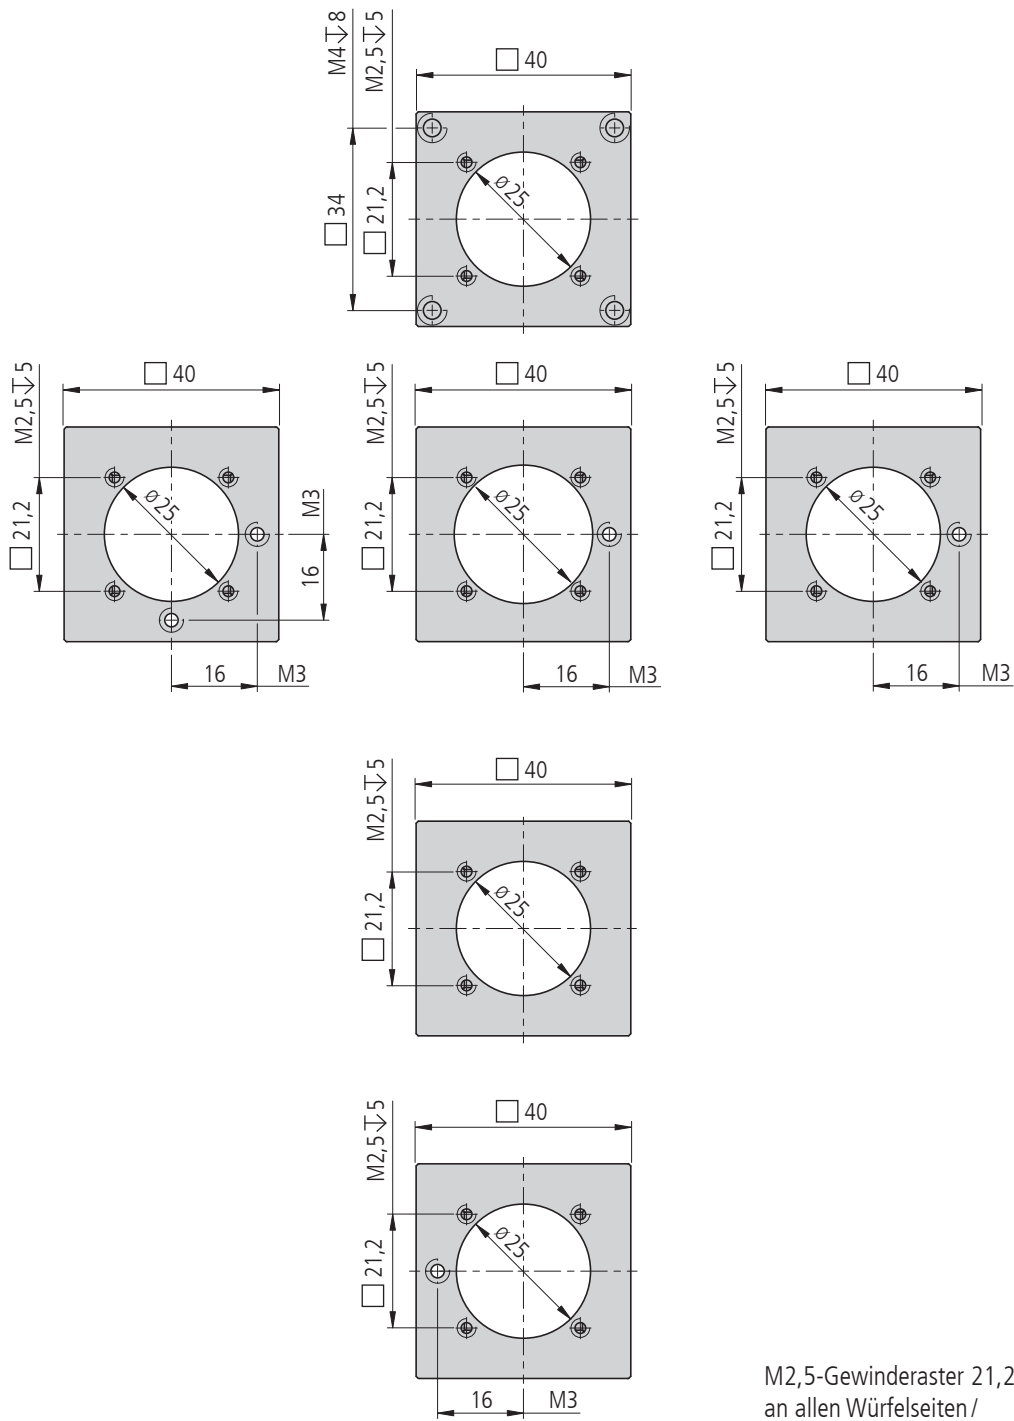 M4↧8
M2,5↧5
□ 40
□ 34
□ 21,2
Ø25
M2,5↧5
□ 40
□ 21,2
Ø25
M3
16
16
M3
M2,5↧5
□ 40
□ 21,2
Ø25
16
M3
M2,5↧5
□ 40
□ 21,2
Ø25
16
M3
M2,5↧5
□ 40
□ 21,2
Ø25
M2,5↧5
□ 40
□ 21,2
Ø25
16
M3
M2,5-Gewinderaster 21,2
an allen Würfelseiten /